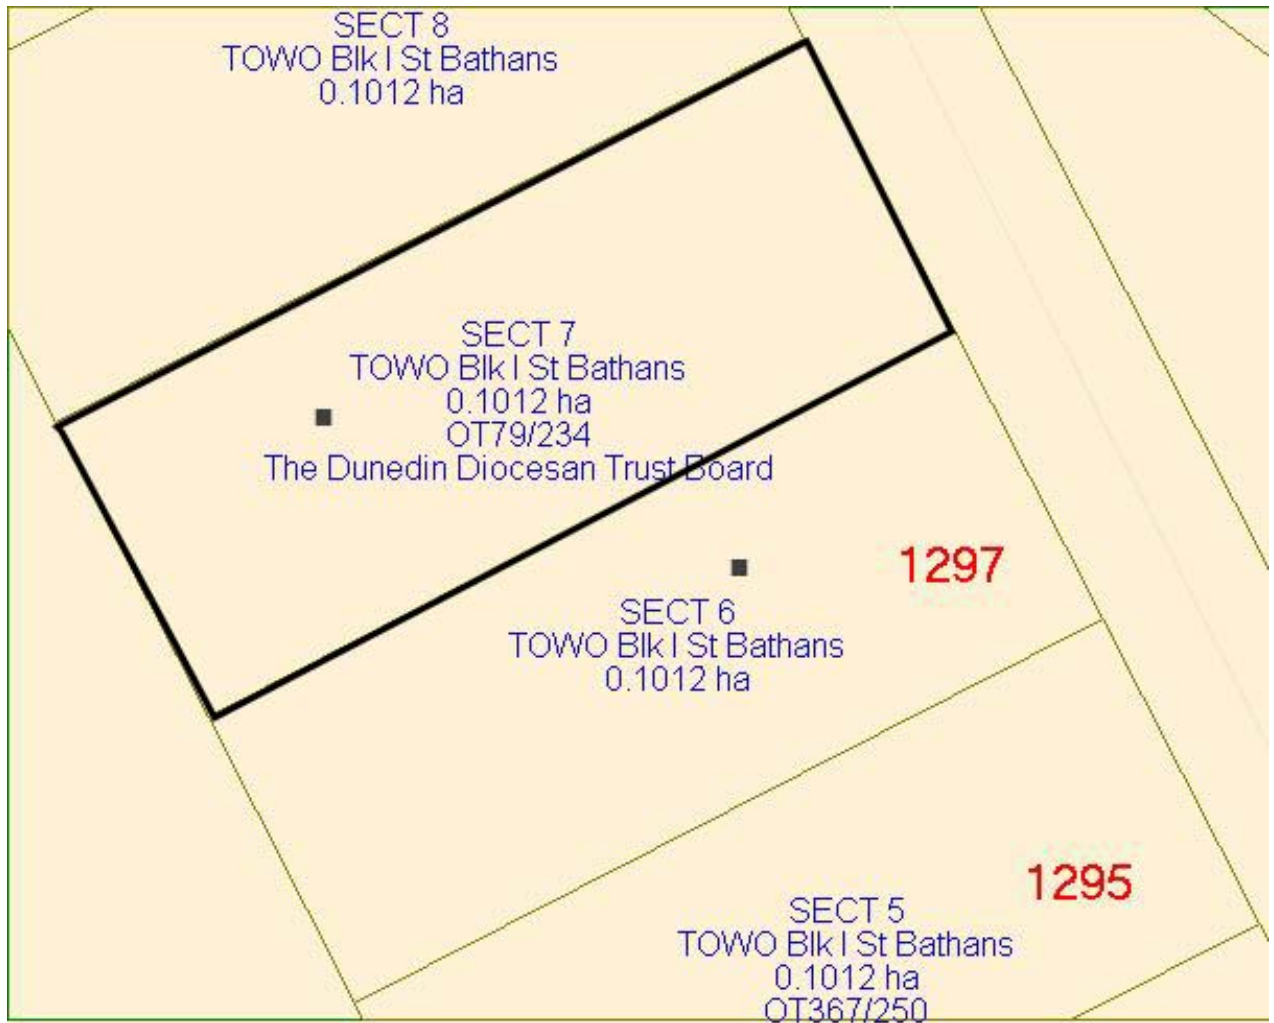 SECT 8
TOWO Blk I St Bathans
0.1012 ha
SECT 7
TOWO Blk I St Bathans
0.1012 ha
OT79/234
The Dunedin Diocesan Trust Board
1297
SECT 6
TOWO Blk I St Bathans
0.1012 ha
1295
SECT 5
TOWO Blk I St Bathans
0.1012 ha
OT367/250